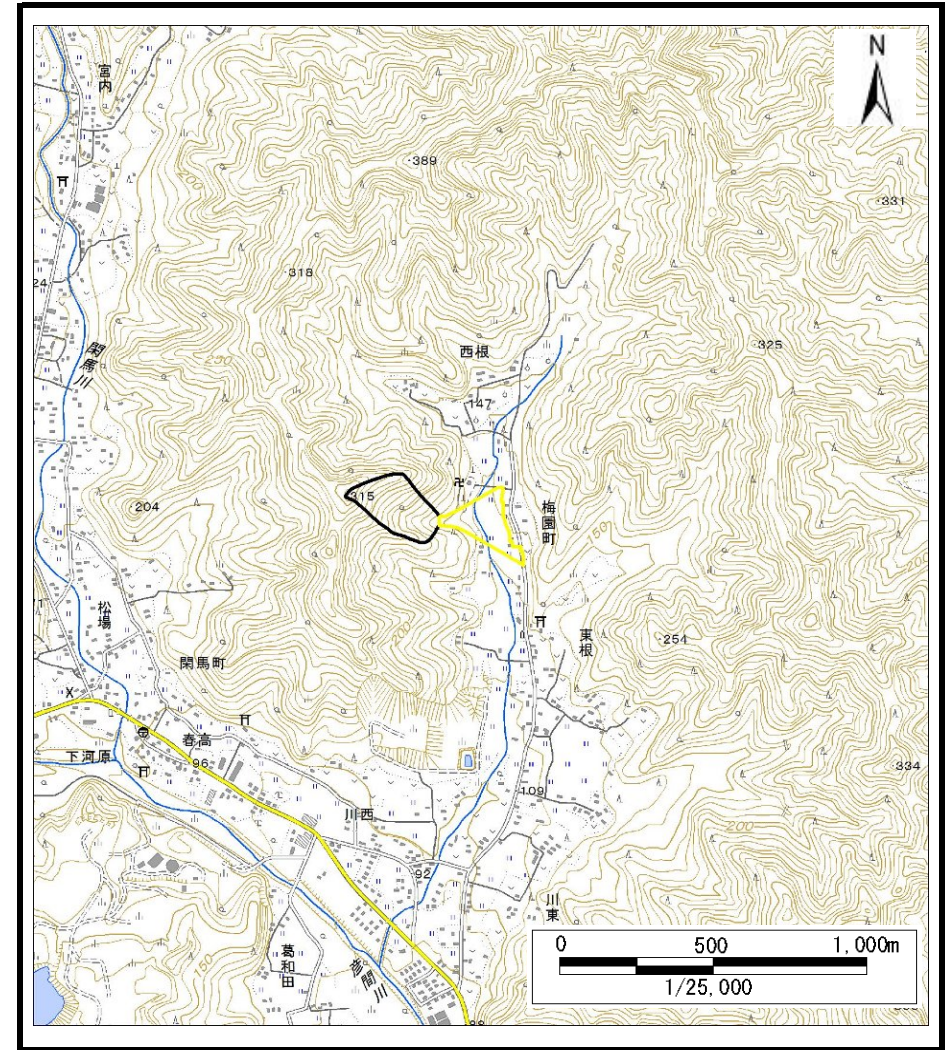 N
宮内
389
331
24
318
閑馬川
西根
325
147
315
204
梅園町
150
松場
200
東根
254
閑馬町
春高
下河原
96
334
109
川西
200
92
川東
葛和田
彦間川
0 500 1,000m
1/25,000